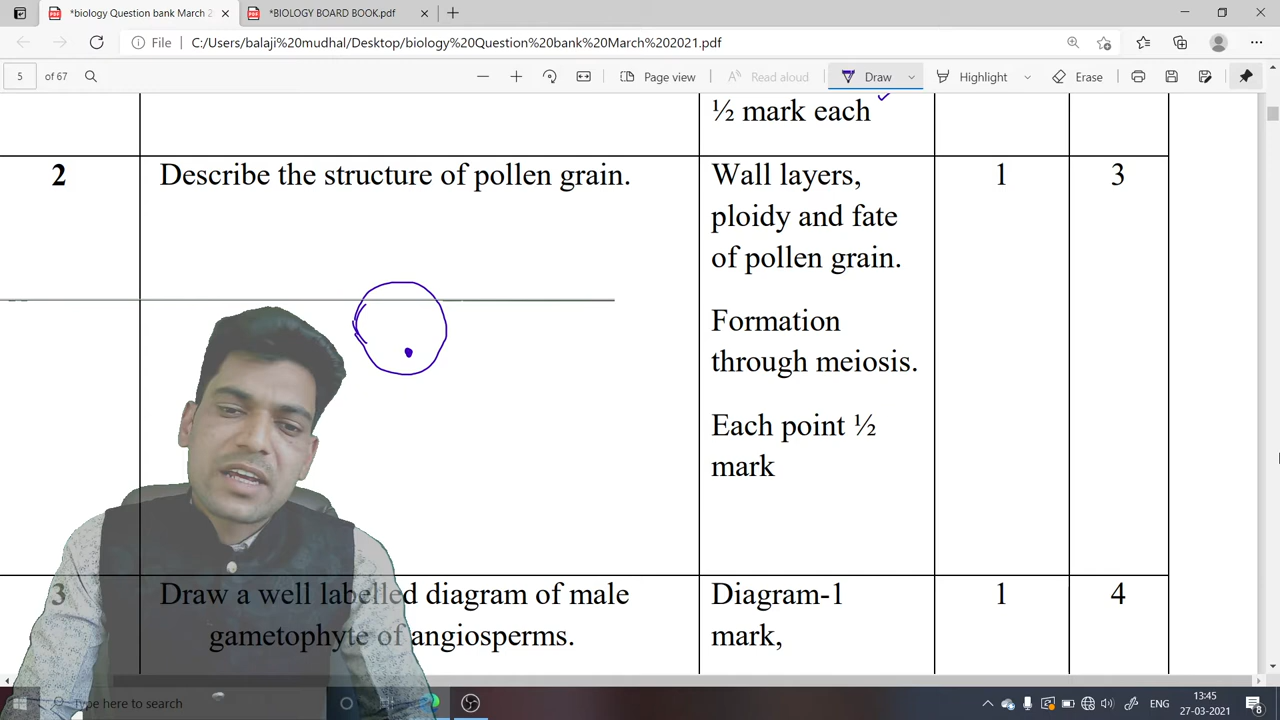 *biology Question bank March 2
*BIOLOGY BOARD BOOK.pdf
File
C:/Users/balaji%20mudhal/Desktop/biology%20Question%20bank%20March%202021.pdf
5 of 67
Page view
Read aloud
Draw
Highlight
Erase
½ mark each
2
Describe the structure of pollen grain.
Wall layers,
ploidy and fate
of pollen grain.
Formation
through meiosis.
Each point ½
mark
1
3
3
Draw a well labelled diagram of male
gametophyte of angiosperms.
Diagram-1
mark,
1
4
Type here to search
ENG
13:45
27-03-2021
8